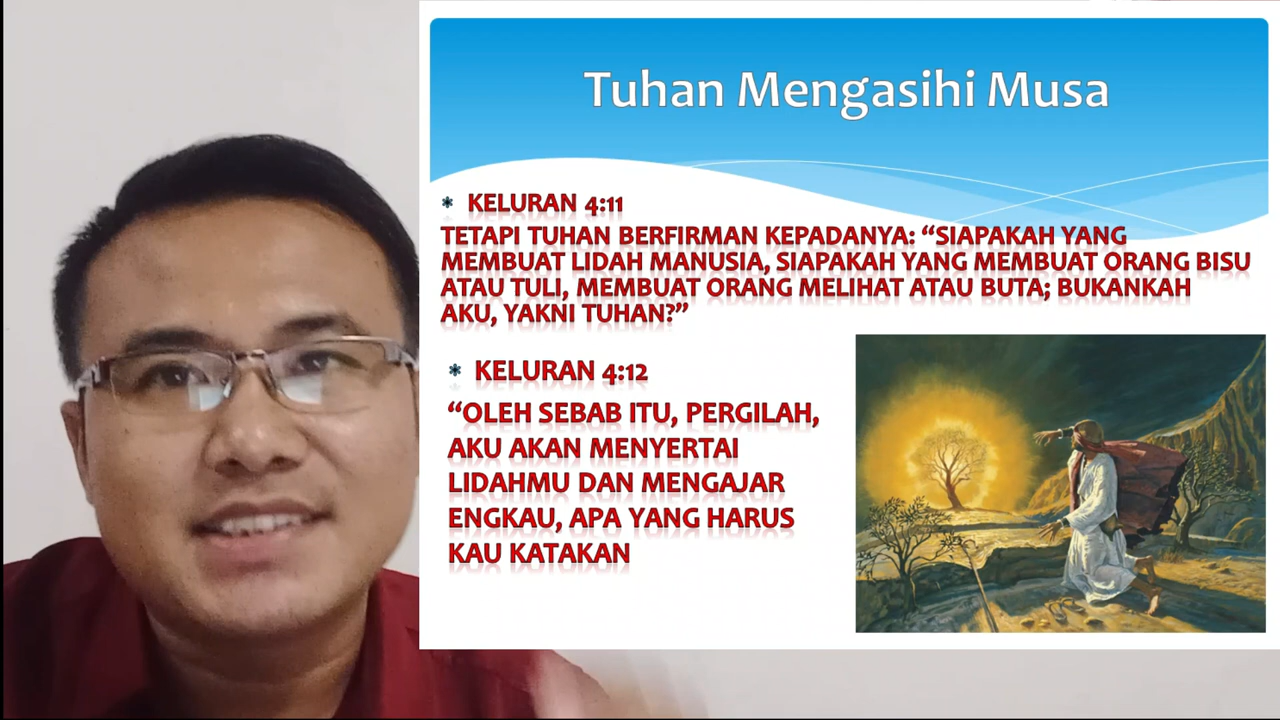 Tuhan Mengasihi Musa
* KELURAN 4:11
TETAPI TUHAN BERFIRMAN KEPADANYA: “SIAPAKAH YANG
MEMBUAT LIDAH MANUSIA, SIAPAKAH YANG MEMBUAT ORANG BISU
ATAU TULI, MEMBUAT ORANG MELIHAT ATAU BUTA; BUKANKAH
AKU, YAKNI TUHAN?”
* KELURAN 4:12
“OLEH SEBAB ITU, PERGILAH,
AKU AKAN MENYERTAI
LIDAHMU DAN MENGAJAR
ENGKAU, APA YANG HARUS
KAU KATAKAN